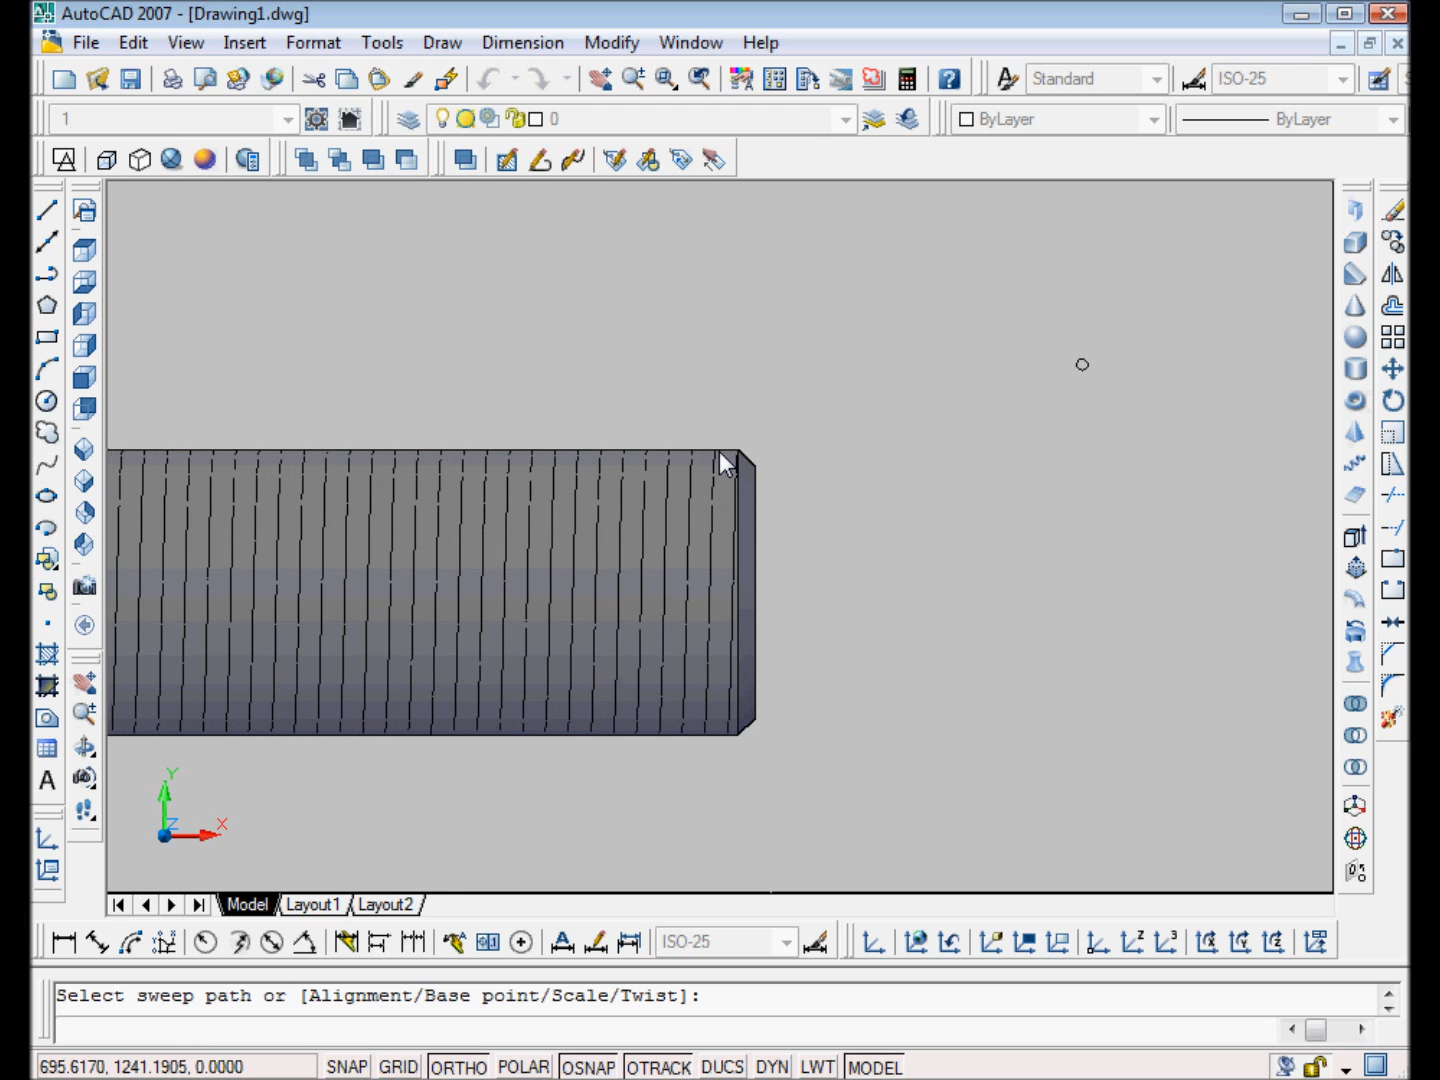 AutoCAD 2007 - [Drawing1.dwg]
File Edit View Insert Format Tools Draw Dimension Modify Window Help
Standard ISO-25
1 0 ByLayer ByLayer
Y
Z X
Model Layout1 Layout2
ISO-25
Select sweep path or [Alignment/Base point/Scale/Twist]:
695.6170, 1241.1905, 0.0000 SNAP GRID ORTHO POLAR OSNAP OTRACK DUCS DYN LWT MODEL